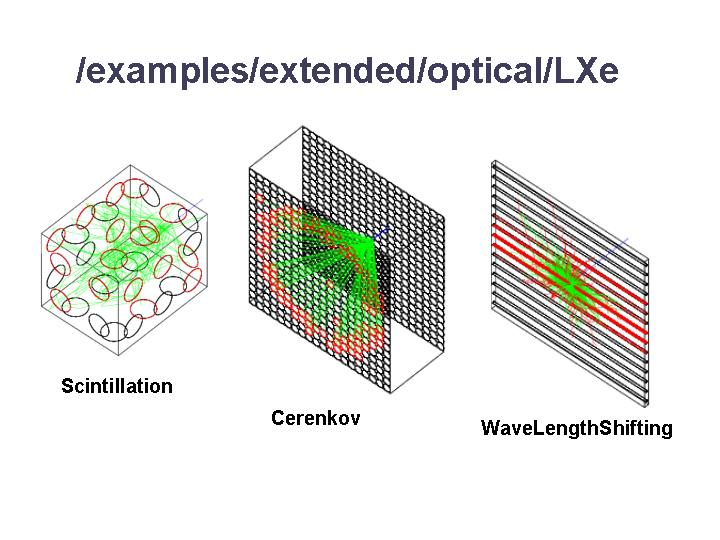 /examples/extended/optical/LXe
Scintillation
Cerenkov
WaveLengthShifting